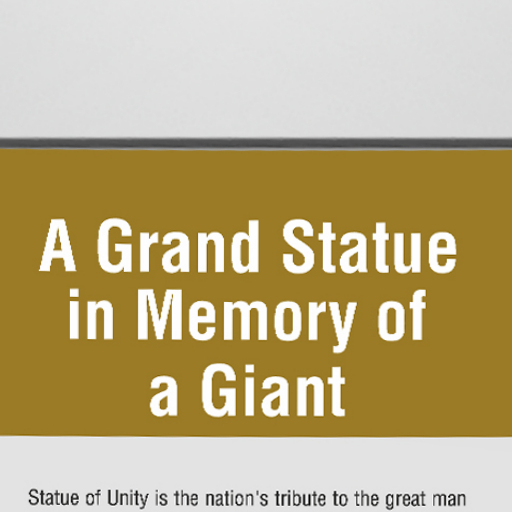 A Grand Statue
in Memory of
a Giant
Statue of Unity is the nation's tribute to the great man